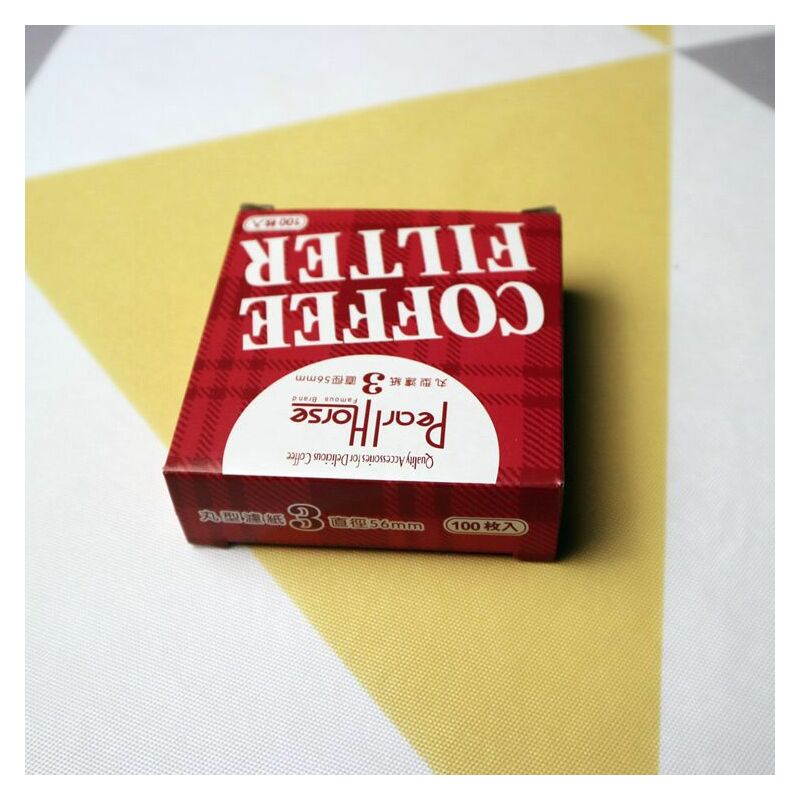 Quality Accessories for Delicious Coffee
Pearl Horse
Famous Brand
丸型濾紙 3 直徑56mm
COFFEE
FILTER
100枚入
丸型濾紙 3 直徑56mm
100枚入